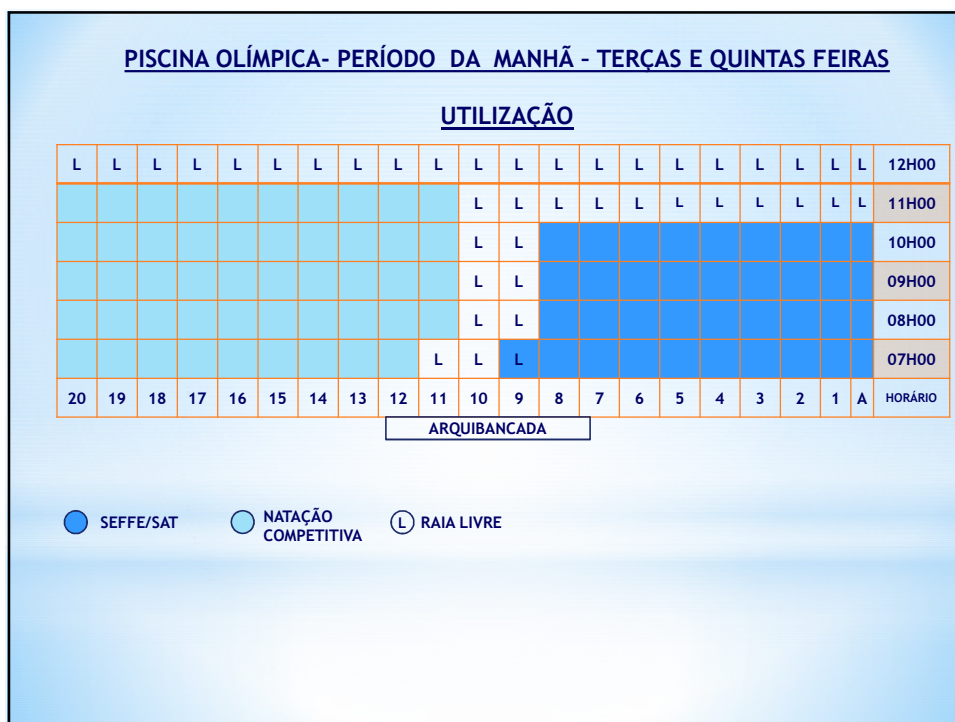 PISCINA OLÍMPICA- PERÍODO DA MANHÃ – TERÇAS E QUINTAS FEIRAS
UTILIZAÇÃO
L L L L L L L L L L L L L L L L L L L L L 12H00
L L L L L L L L L L L 11H00
L L 10H00
L L 09H00
L L 08H00
L L L 07H00
20 19 18 17 16 15 14 13 12 11 10 9 8 7 6 5 4 3 2 1 A HORÁRIO
ARQUIBANCADA
SEFFE/SAT
NATAÇÃO
COMPETITIVA
L RAIA LIVRE